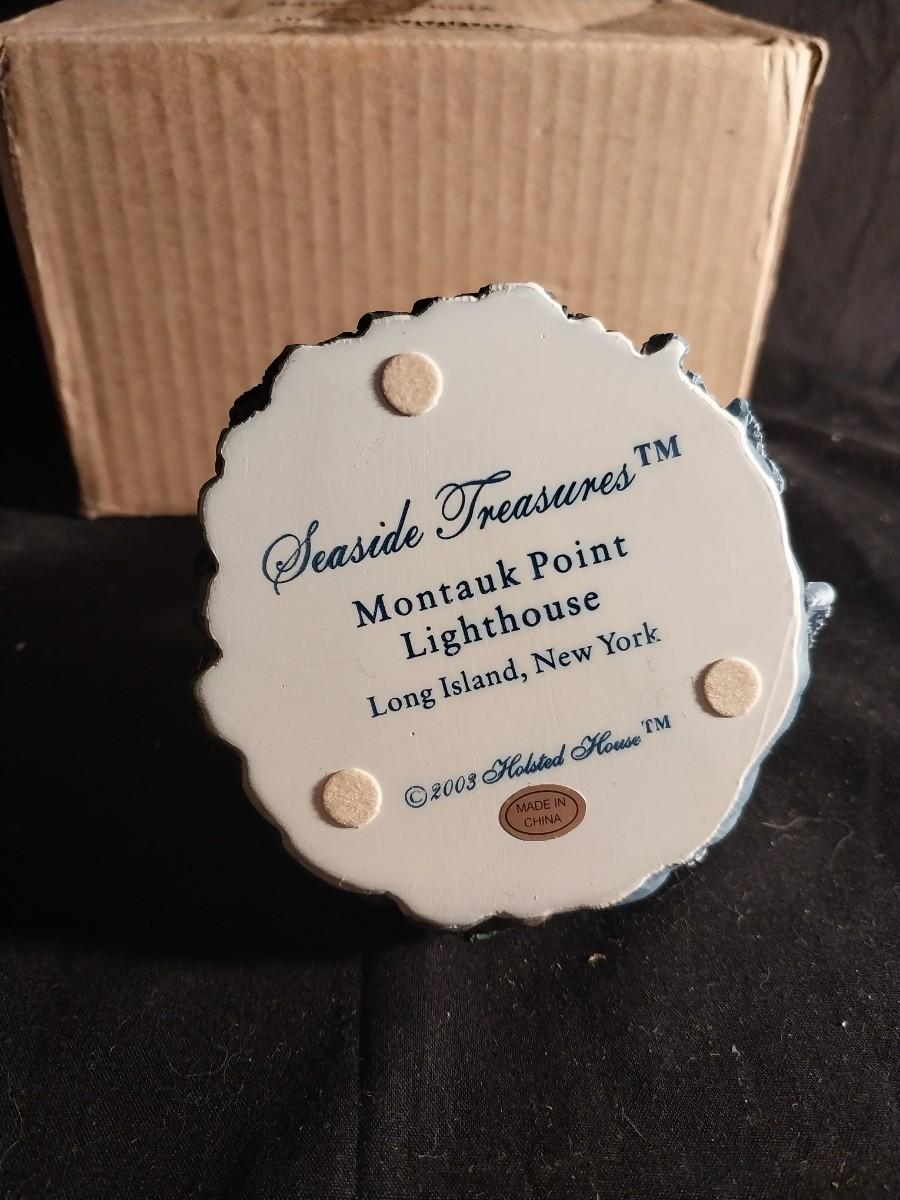 Seaside Treasures™
Montauk Point
Lighthouse
Long Island, New York
©2003 Holsted House™
MADE IN
CHINA